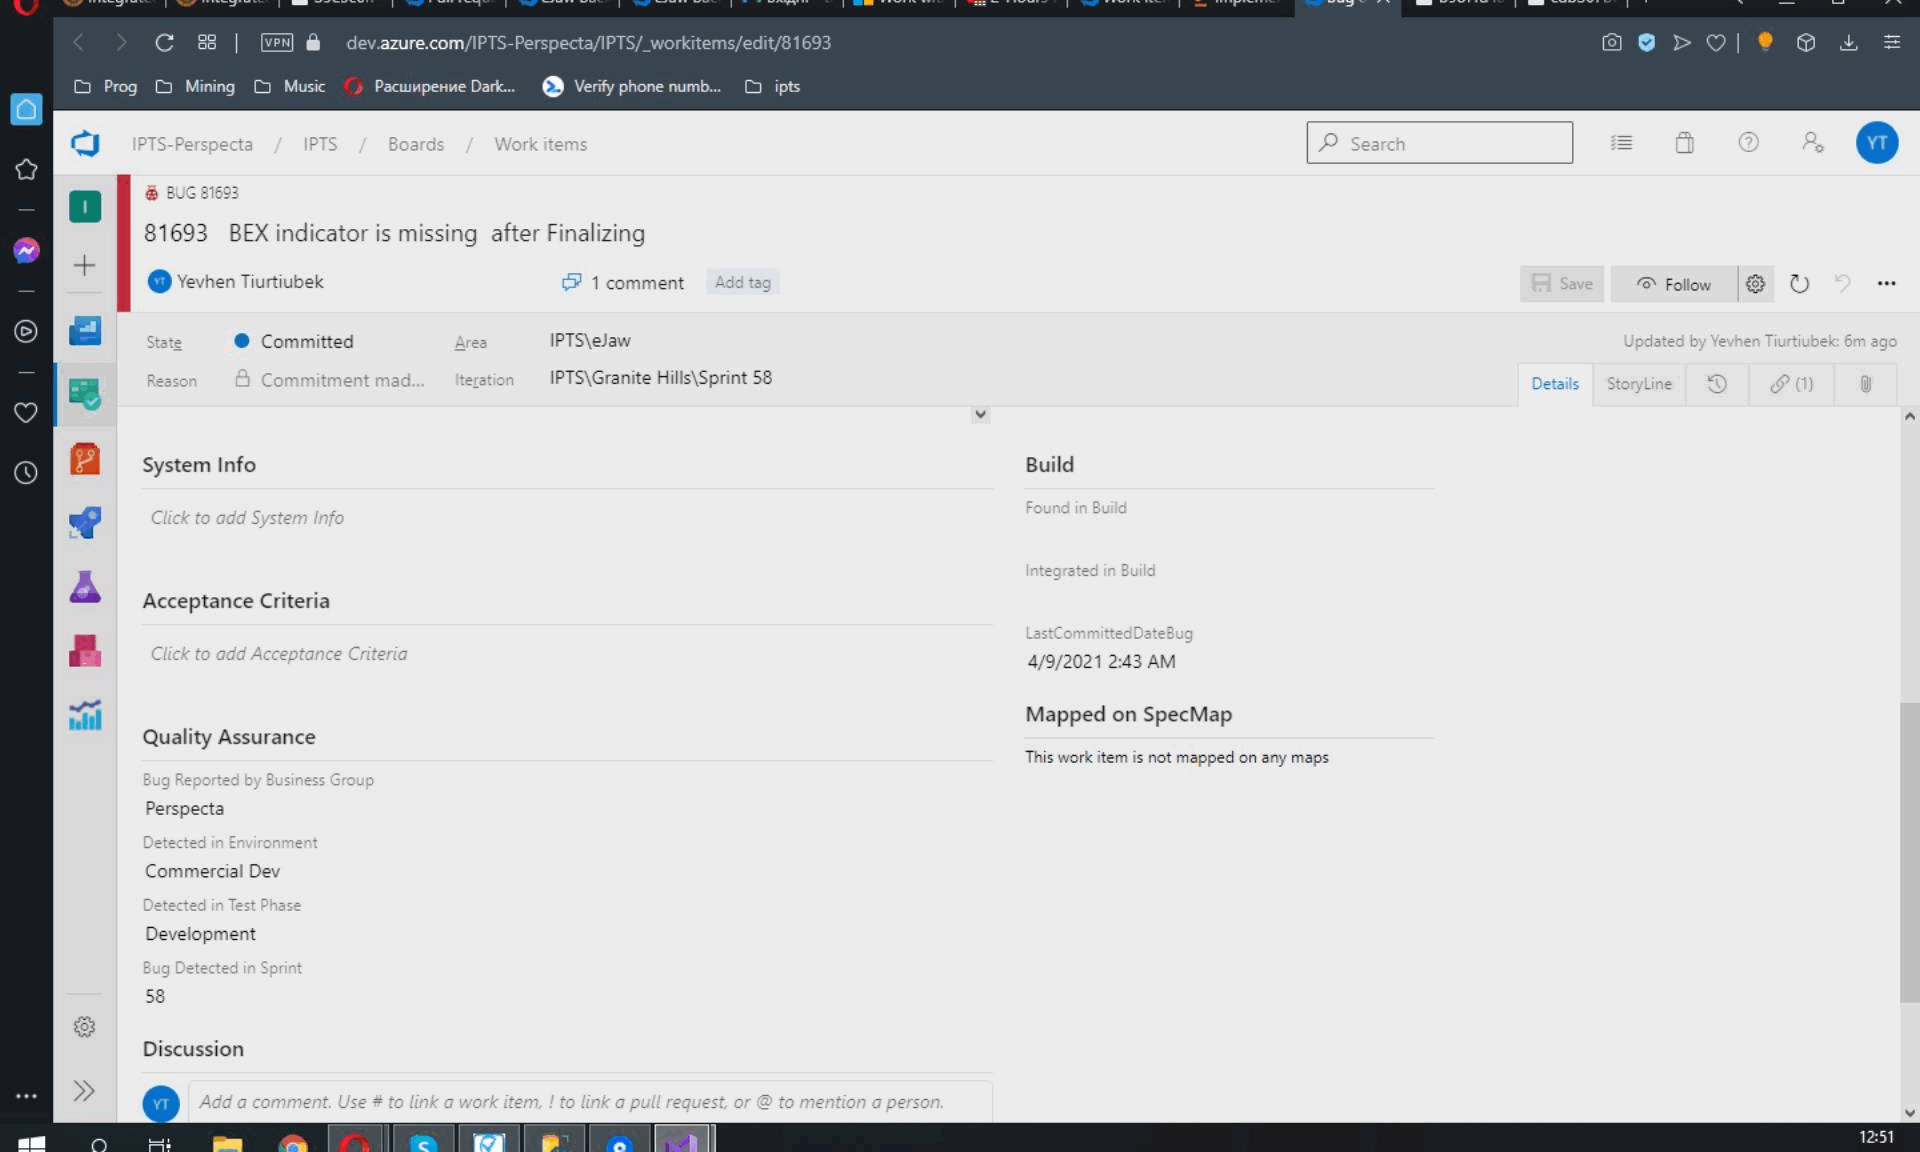 VPN
dev.azure.com/IPTS-Perspecta/IPTS/_workitems/edit/81693
Prog
Mining
Music
Расширение Dark...
Verify phone numb...
ipts
IPTS-Perspecta / IPTS / Boards / Work items
Search
YT
I
BUG 81693
81693 BEX indicator is missing after Finalizing
YT Yevhen Tiurtiubek
1 comment
Add tag
Save
Follow
State
Committed
Area
IPTS\eJaw
Updated by Yevhen Tiurtiubek: 6m ago
Reason
Commitment mad...
Iteration
IPTS\Granite Hills\Sprint 58
Details
StoryLine
(1)
System Info
Click to add System Info
Acceptance Criteria
Click to add Acceptance Criteria
Quality Assurance
Bug Reported by Business Group
Perspecta
Detected in Environment
Commercial Dev
Detected in Test Phase
Development
Bug Detected in Sprint
58
Discussion
YT
Add a comment. Use # to link a work item, ! to link a pull request, or @ to mention a person.
Build
Found in Build
Integrated in Build
LastCommittedDateBug
4/9/2021 2:43 AM
Mapped on SpecMap
This work item is not mapped on any maps
12:51